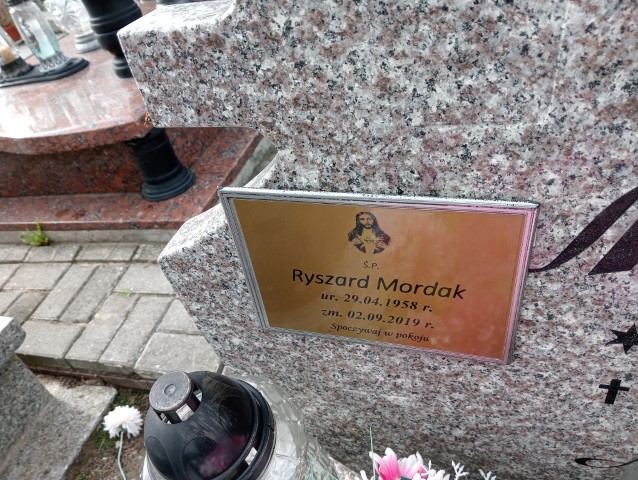 Ś.P.
Ryszard Mordak
ur. 29.04.1958 r.
zm. 02.09.2019 r.
Spoczywaj w pokoju